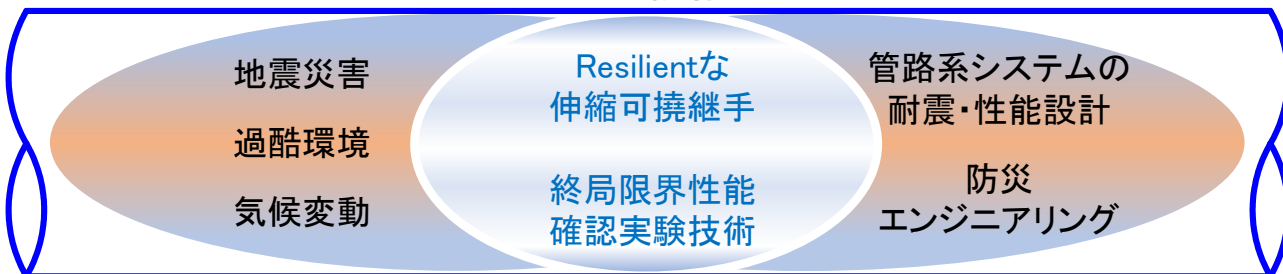 地震災害
過酷環境
気候変動
Resilientな
伸縮可撓継手
終局限界性能
確認実験技術
管路系システムの
耐震・性能設計
防災
エンジニアリング